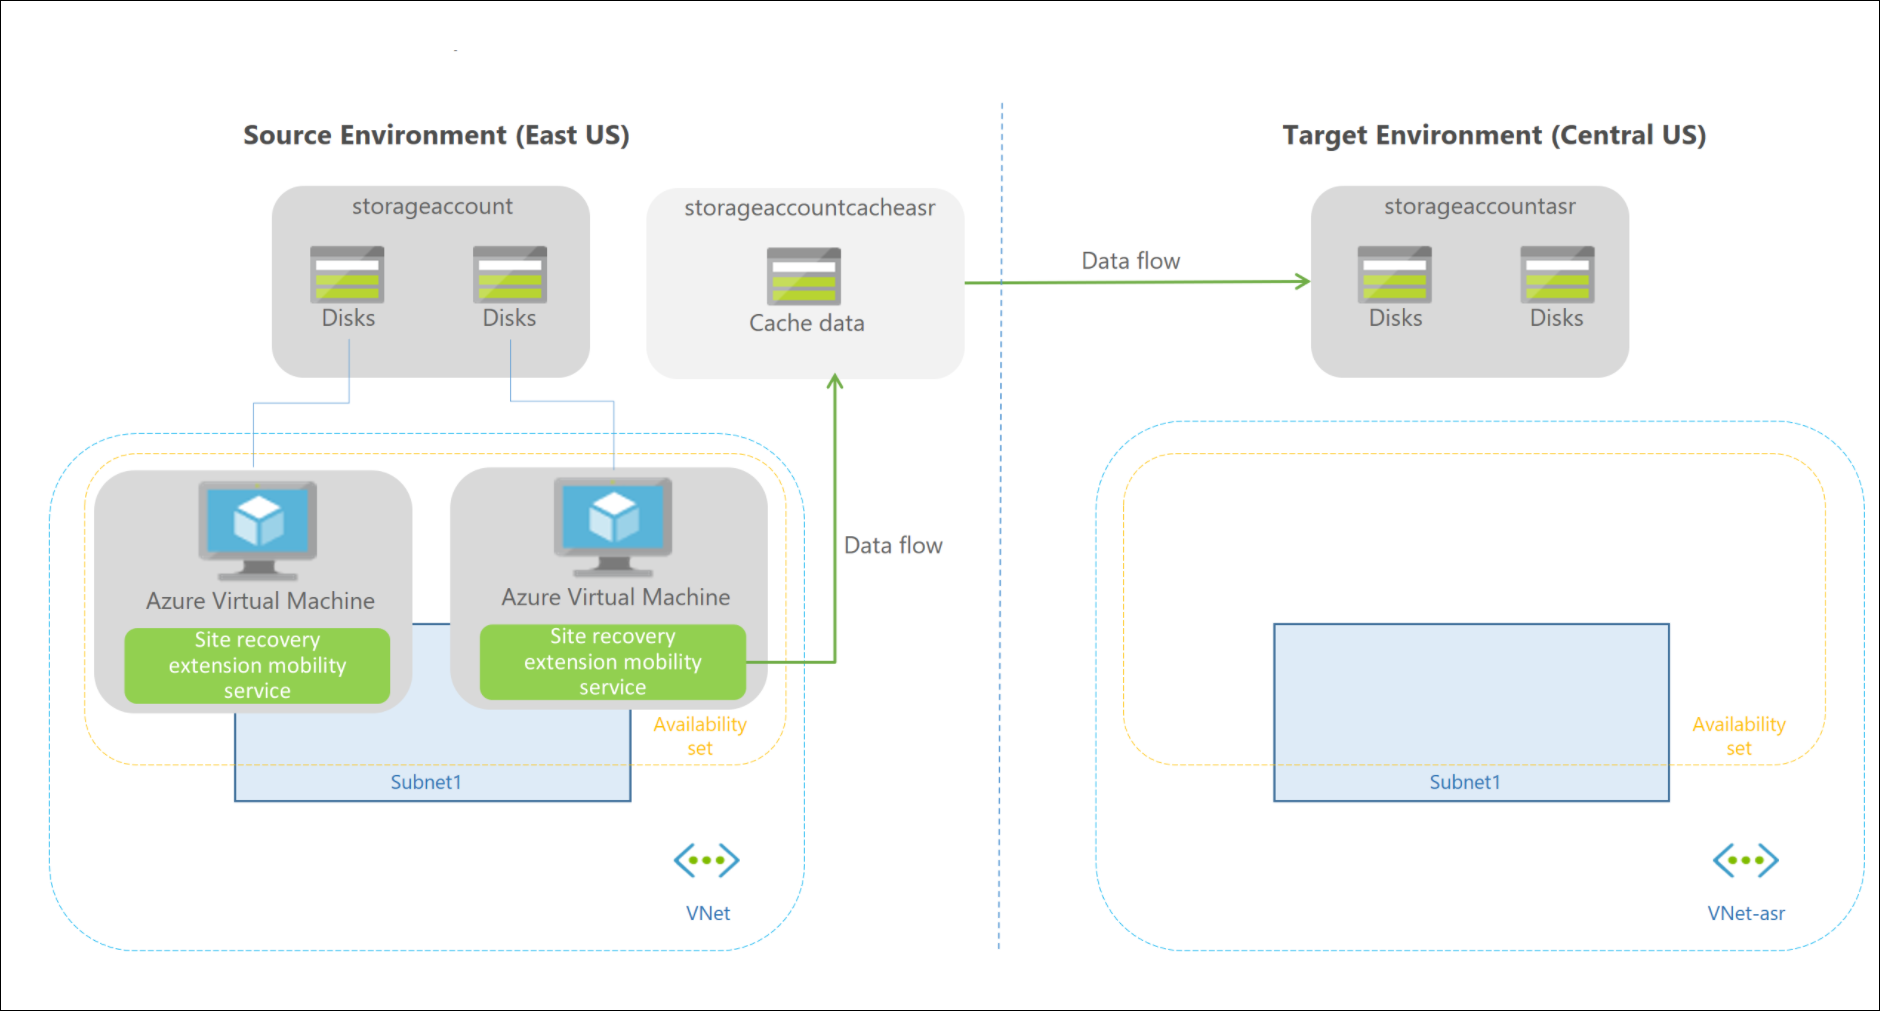 Source Environment (East US)
Target Environment (Central US)
storageaccount
Disks
Disks
storageaccountcacheasr
Cache data
Data flow
storageaccountasr
Disks
Disks
Data flow
Azure Virtual Machine
Site recovery
extension mobility
service
Azure Virtual Machine
Site recovery
extension mobility
service
Availability
set
Subnet1
VNet
Availability
set
Subnet1
VNet-asr